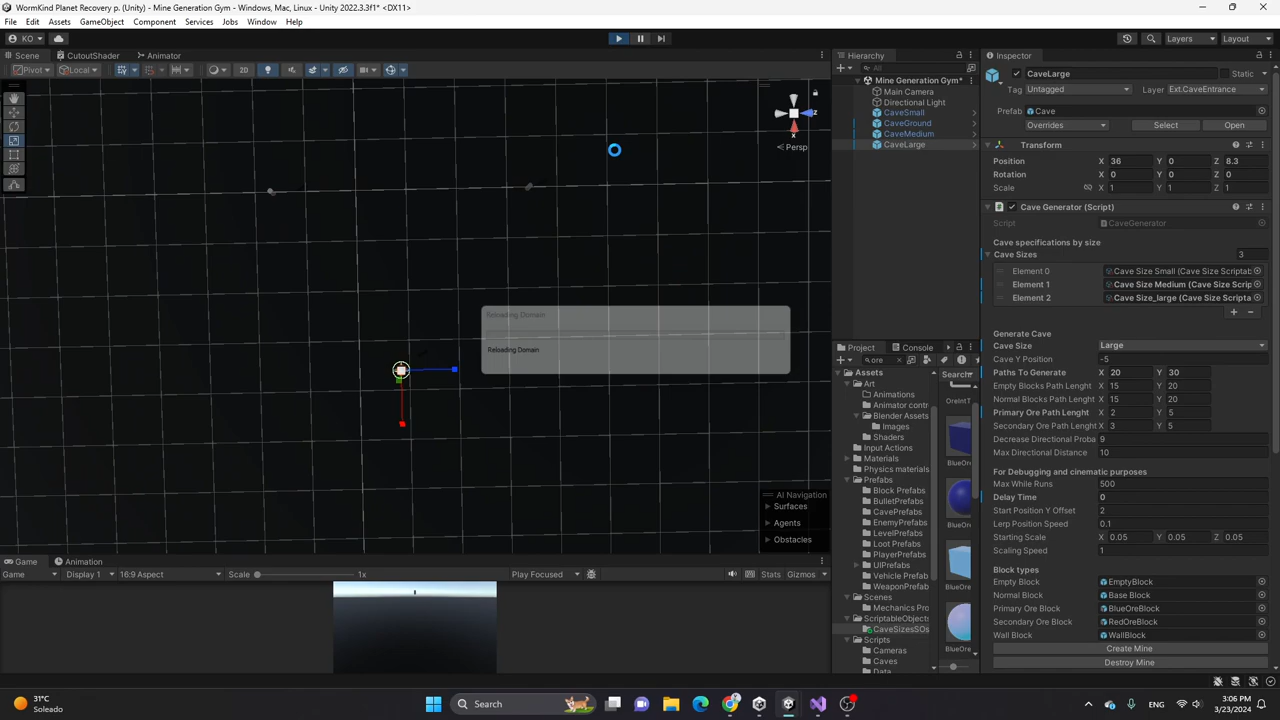 WormKind Planet Recovery p. (Unity) - Mine Generation Gym - Windows, Mac, Linux - Unity 2022.3.3f1* <DX11>
File Edit Assets GameObject Component Services Jobs Window Help
KO Layers Layout
Scene CutoutShader Animator
Pivot Local 2D
x
z
Persp
Reloading Domain
Reloading Domain
AI Navigation
Surfaces
Agents
Obstacles
Game Animation
Game Display 1 16:9 Aspect Scale 1x Play Focused Stats Gizmos
Hierarchy
All
Mine Generation Gym*
Main Camera
Directional Light
CaveSmall
CaveGround
CaveMedium
CaveLarge
Project Console
ore
Assets
Art
Animations
Animator contr
Blender Assets
Images
Shaders
Input Actions
Materials
Physics materials
Prefabs
Block Prefabs
BulletPrefabs
CavePrefabs
EnemyPrefabs
LevelPrefabs
Loot Prefabs
PlayerPrefabs
UIPrefabs
Vehicle Prefab
WeaponPrefab
Scenes
Mechanics Pro
ScriptableObjects
CaveSizesSOs
Scripts
Cameras
Caves
Data
Search
OreInT
BlueOre
BlueOre
BlueOre
BlueOre
Inspector
CaveLarge Static
Tag Untagged Layer Ext.CaveEntrance
Prefab Cave
Overrides Select Open
Transform
Position X 36 Y 0 Z 8.3
Rotation X 0 Y 0 Z 0
Scale X 1 Y 1 Z 1
Cave Generator (Script)
Script CaveGenerator
Cave specifications by size
Cave Sizes 3
Element 0 Cave Size Small (Cave Size Scriptab
Element 1 Cave Size Medium (Cave Size Scrip
Element 2 Cave Size_large (Cave Size Scripta
Generate Cave
Cave Size Large
Cave Y Position -5
Paths To Generate X 20 Y 30
Empty Blocks Path Lenght X 15 Y 20
Normal Blocks Path Lenght X 15 Y 20
Primary Ore Path Lenght X 2 Y 5
Secondary Ore Path Lenght X 3 Y 5
Decrease Directional Proba 9
Max Directional Distance 10
For Debugging and cinematic purposes
Max While Runs 500
Delay Time 0
Start Position Y Offset 2
Lerp Position Speed 0.1
Starting Scale X 0.05 Y 0.05 Z 0.05
Scaling Speed 1
Block types
Empty Block EmptyBlock
Normal Block Base Block
Primary Ore Block BlueOreBlock
Secondary Ore Block RedOreBlock
Wall Block WallBlock
Create Mine
Destroy Mine
31°C
Soleado
Search
ENG
3:06 PM
3/23/2024